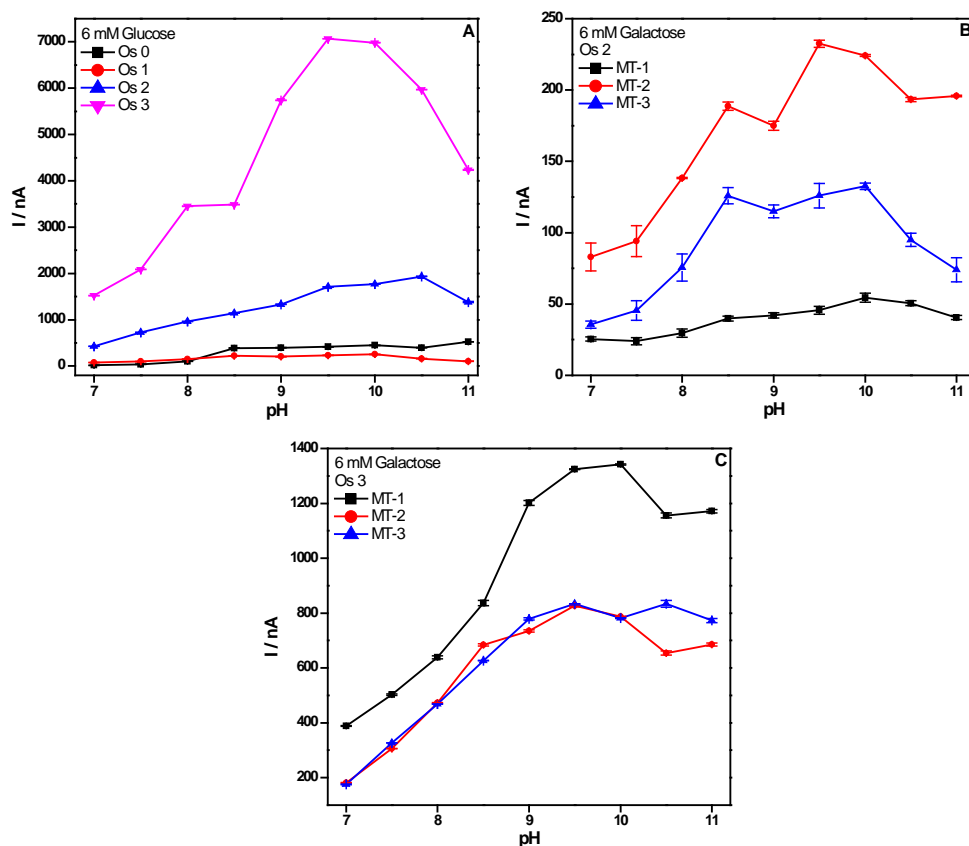 6 mM Glucose
A
Os 0
Os 1
Os 2
Os 3
7000
6000
5000
4000
3000
2000
1000
0
I / nA
7 8 9 10 11
pH
6 mM Galactose
B
Os 2
MT-1
MT-2
MT-3
250
200
150
100
50
0
I / nA
7 8 9 10 11
pH
6 mM Galactose
C
Os 3
MT-1
MT-2
MT-3
1400
1200
1000
800
600
400
200
I / nA
7 8 9 10 11
pH